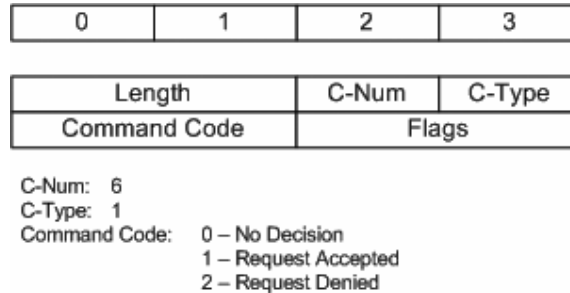 0 1 2 3
Length C-Num C-Type
Command Code Flags
C-Num: 6
C-Type: 1
Command Code: 0 – No Decision
1 – Request Accepted
2 – Request Denied